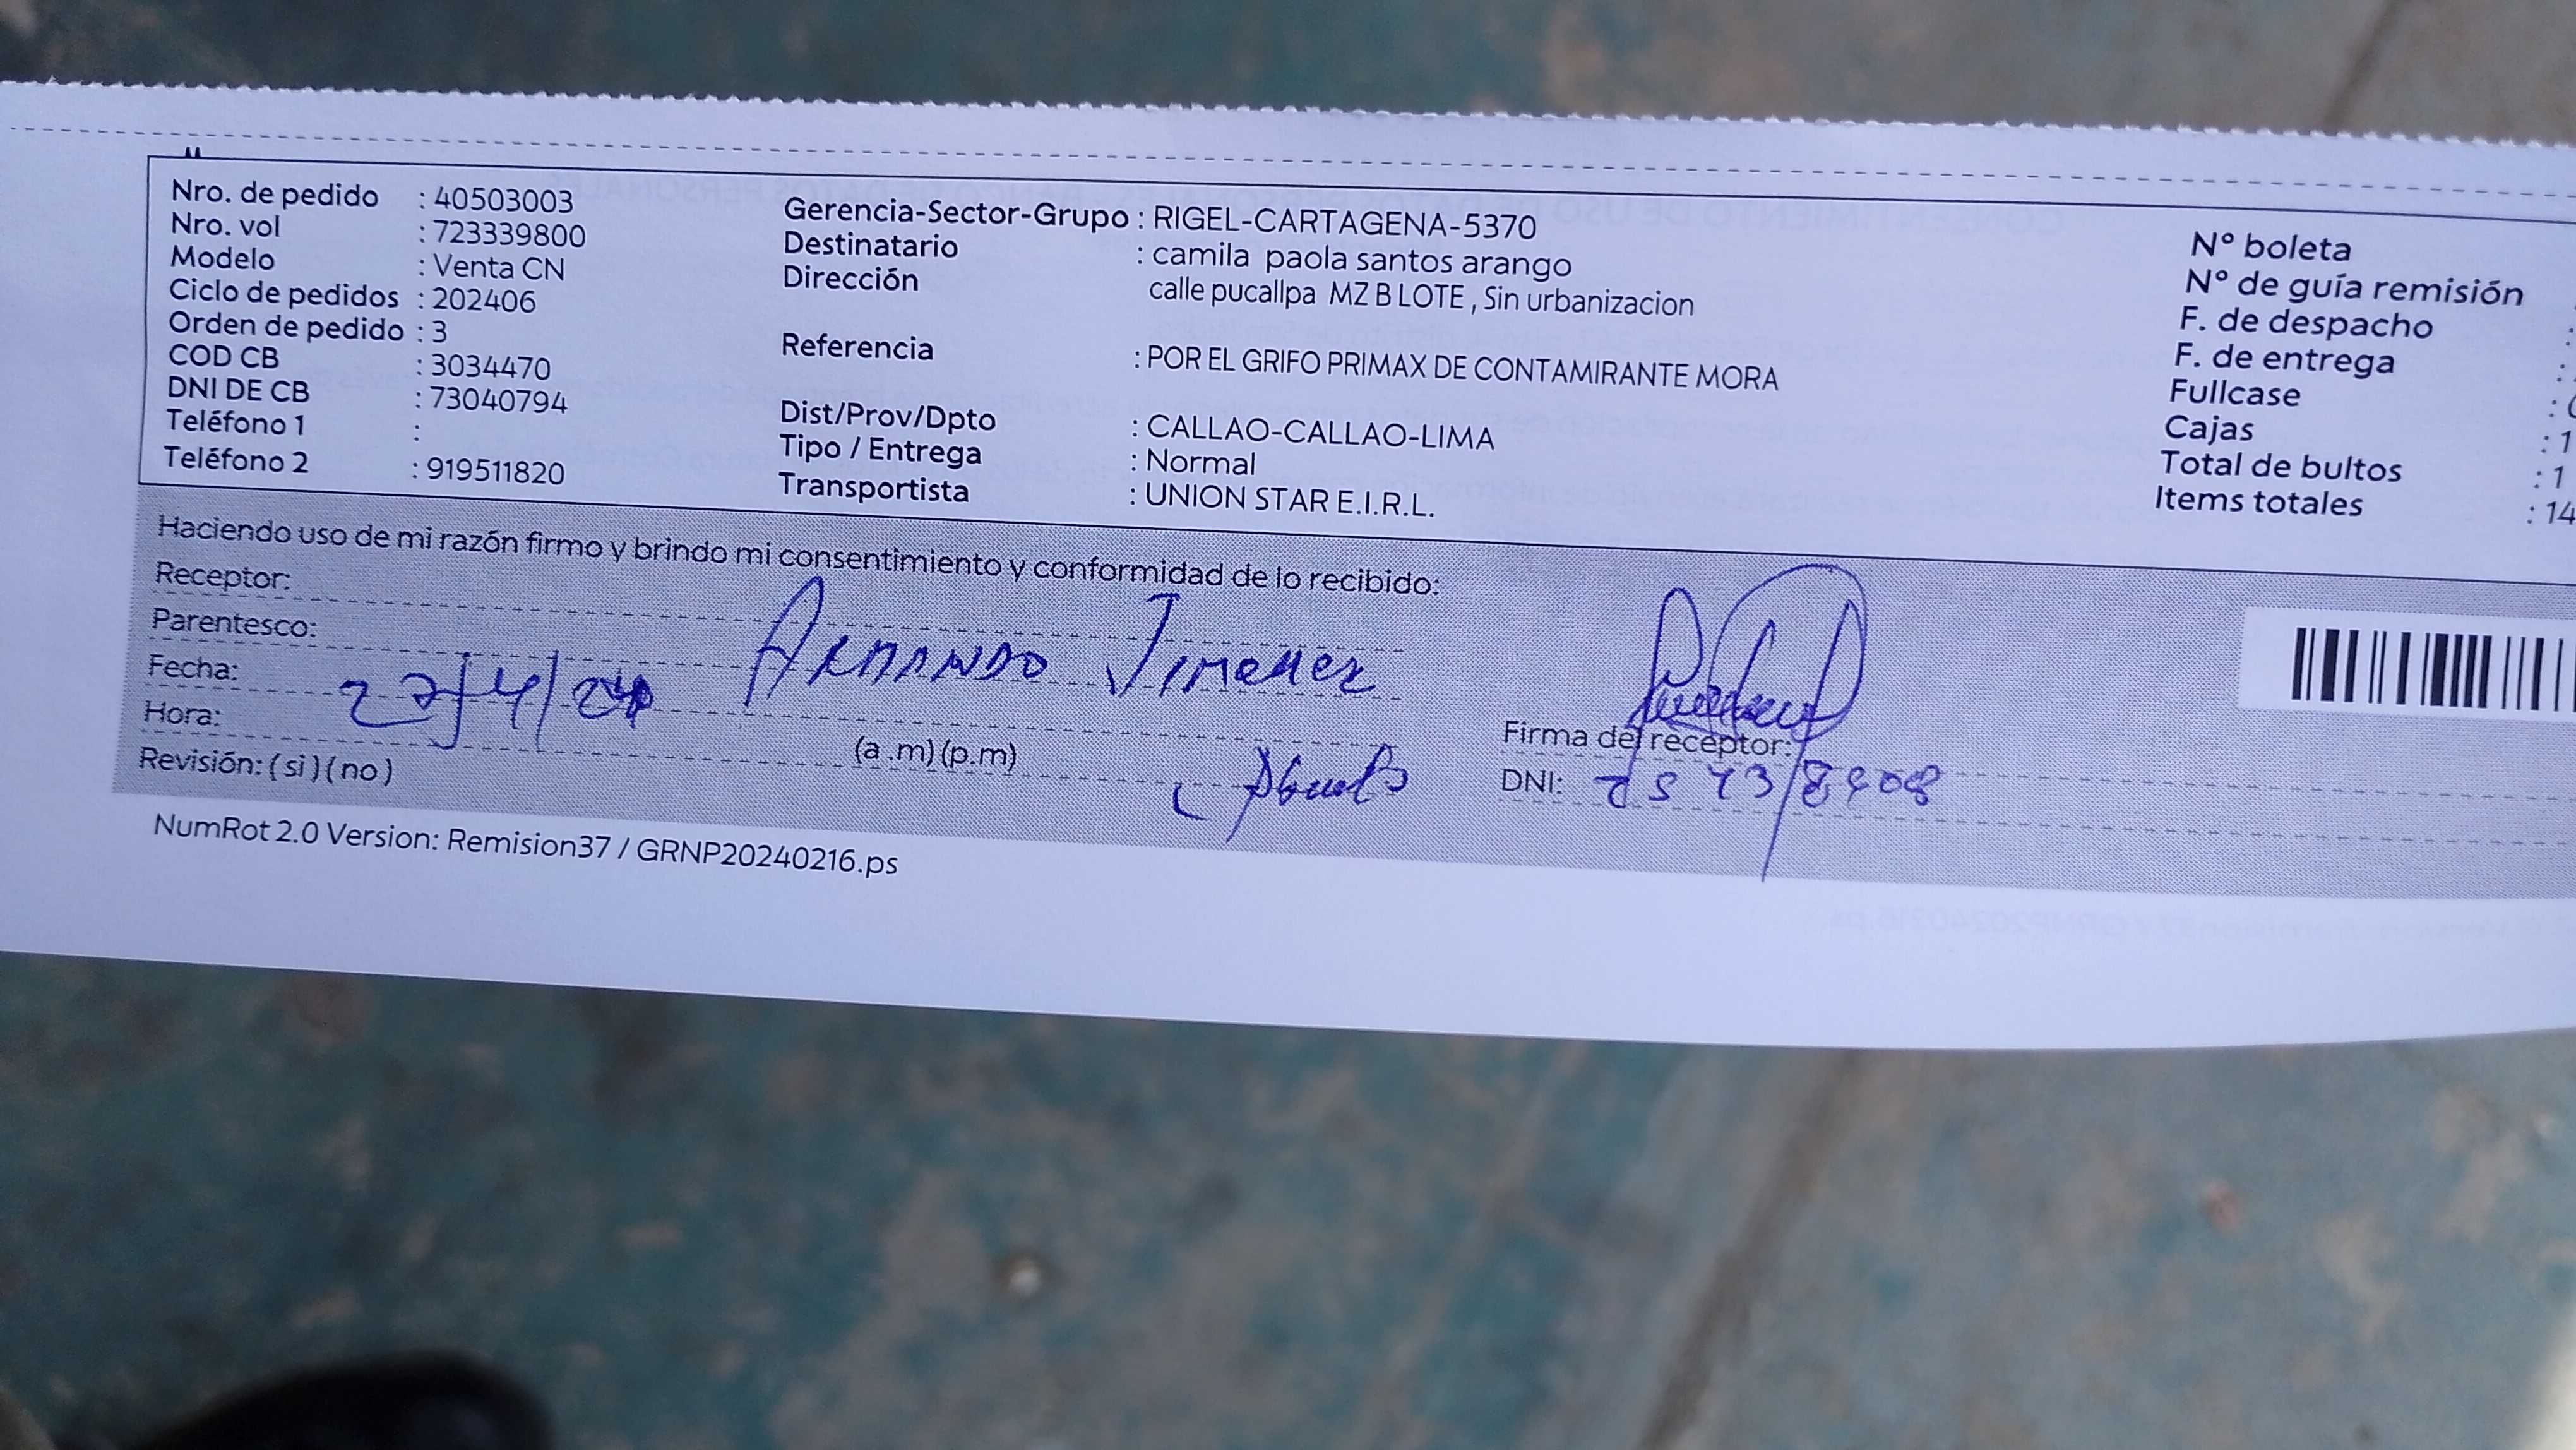 Nro. de pedido : 40503003
Nro. vol : 723339800
Modelo : Venta CN
Ciclo de pedidos : 202406
Orden de pedido : 3
COD CB : 3034470
DNI DE CB : 73040794
Teléfono 1 :
Teléfono 2 : 919511820
Gerencia-Sector-Grupo : RIGEL-CARTAGENA-5370
Destinatario : camila paola santos arango
Dirección calle pucallpa MZ B LOTE , Sin urbanizacion
Referencia : POR EL GRIFO PRIMAX DE CONTAMIRANTE MORA
Dist/Prov/Dpto : CALLAO-CALLAO-LIMA
Tipo / Entrega : Normal
Transportista : UNION STAR E.I.R.L.
N° boleta
N° de guía remisión
F. de despacho :
F. de entrega :
Fullcase :
Cajas : 1
Total de bultos : 1
Items totales : 14
Haciendo uso de mi razón firmo y brindo mi consentimiento y conformidad de lo recibido:
Receptor:
Parentesco: ARMANDO JIMENEZ
Fecha: 22/4/24
Hora: (a .m) (p.m)
Revisión: ( si ) ( no )
Firma del receptor:
DNI:
NumRot 2.0 Version: Remision37 / GRNP20240216.ps